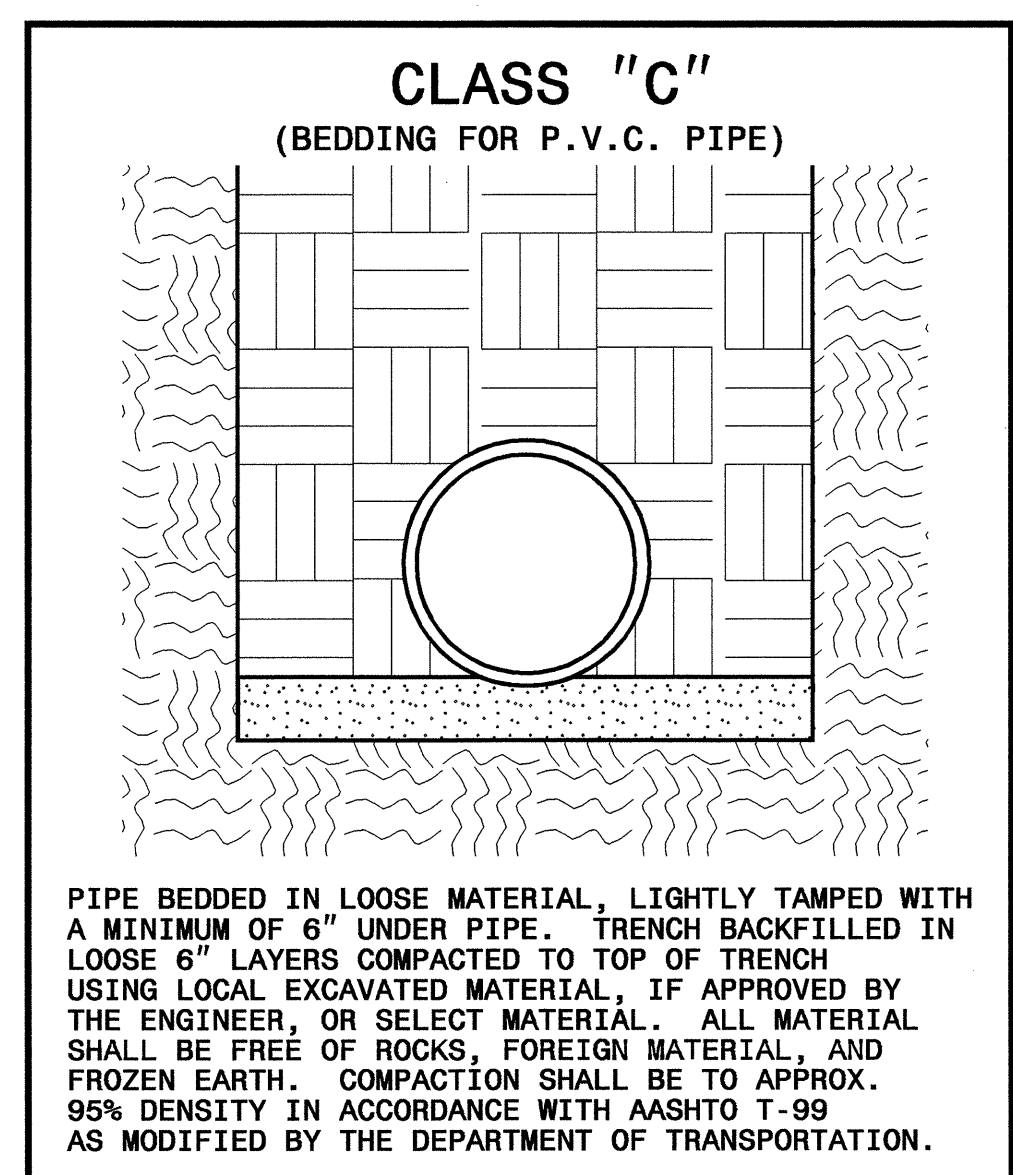 CLASS "C"
(BEDDING FOR P.V.C. PIPE)
PIPE BEDDED IN LOOSE MATERIAL, LIGHTLY TAMPED WITH
A MINIMUM OF 6" UNDER PIPE. TRENCH BACKFILLED IN
LOOSE 6" LAYERS COMPACTED TO TOP OF TRENCH
USING LOCAL EXCAVATED MATERIAL, IF APPROVED BY
THE ENGINEER, OR SELECT MATERIAL. ALL MATERIAL
SHALL BE FREE OF ROCKS, FOREIGN MATERIAL, AND
FROZEN EARTH. COMPACTION SHALL BE TO APPROX.
95% DENSITY IN ACCORDANCE WITH AASHTO T-99
AS MODIFIED BY THE DEPARTMENT OF TRANSPORTATION.